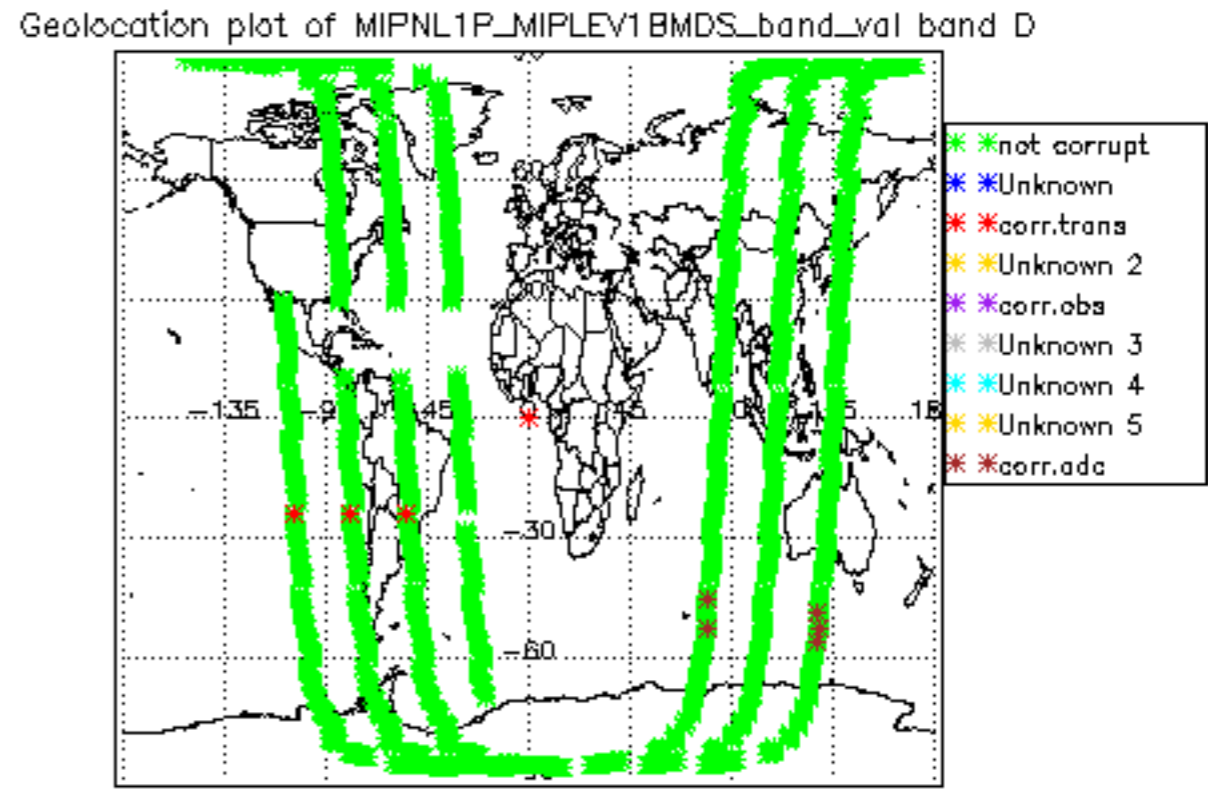 Geolocation plot of MIPNL1P_MIPLEV1BMDS_band_val band D
not corrupt
Unknown
corr.trans
Unknown 2
corr.obs
Unknown 3
Unknown 4
Unknown 5
corr.adc
60
-135
-30
-60